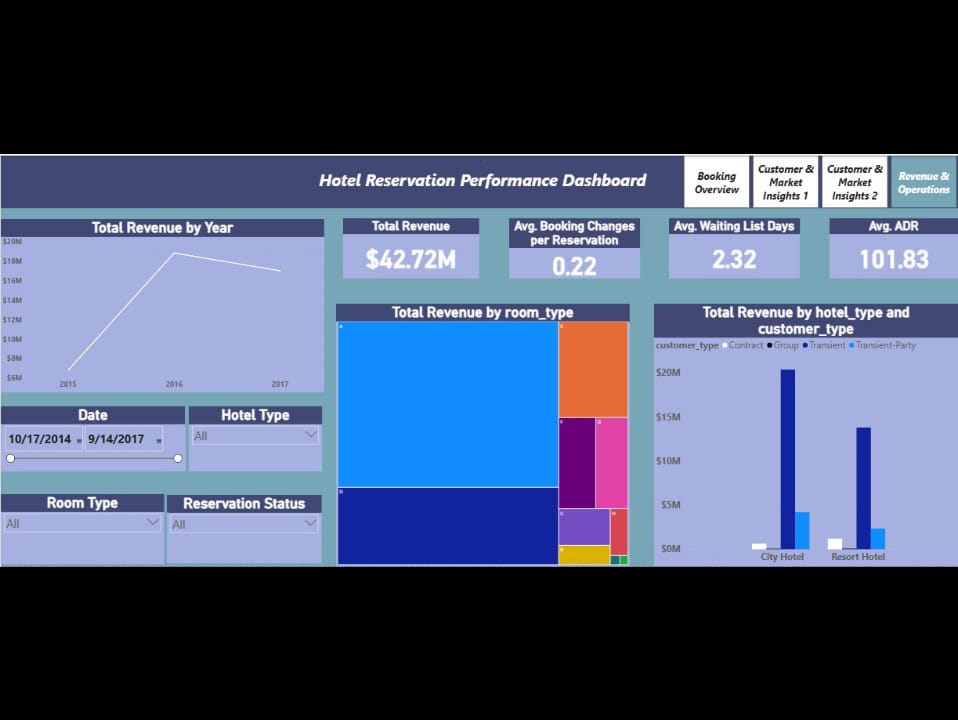 Hotel Reservation Performance Dashboard
Booking
Overview
Customer &
Market
Insights 1
Customer &
Market
Insights 2
Revenue &
Operations
Total Revenue by Year
$20M
$18M
$16M
$14M
$12M
$10M
$8M
$6M
2015
2016
2017
Total Revenue
$42.72M
Avg. Booking Changes
per Reservation
0.22
Avg. Waiting List Days
2.32
Avg. ADR
101.83
Date
10/17/2014
9/14/2017
Hotel Type
All
Room Type
All
Reservation Status
All
Total Revenue by room_type
A
E
F
G
D
C
H
B
Total Revenue by hotel_type and
customer_type
customer_type Contract Group Transient Transient-Party
$20M
$15M
$10M
$5M
$0M
City Hotel
Resort Hotel